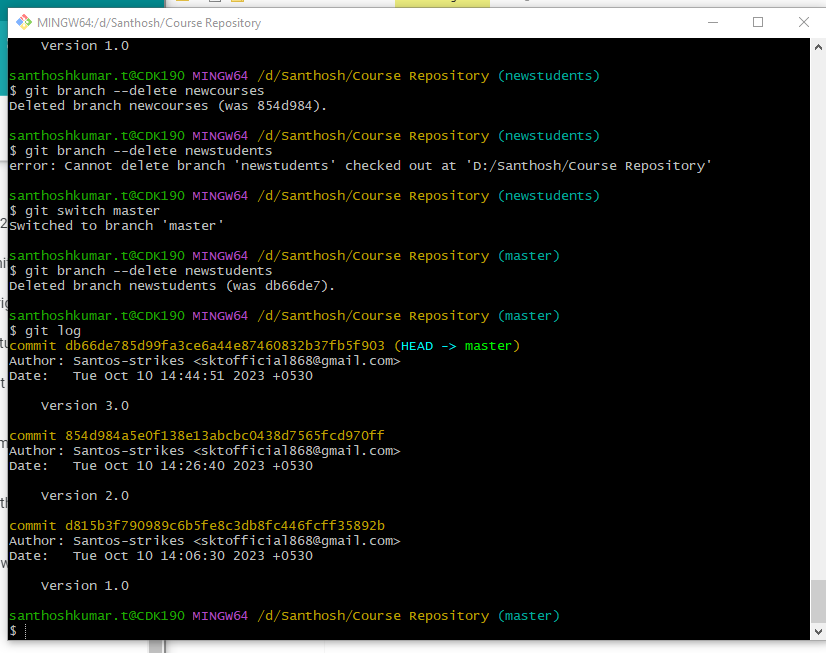 MINGW64:/d/Santhosh/Course Repository
Version 1.0
santhoshkumar.t@CDK190 MINGW64 /d/Santhosh/Course Repository (newstudents)
$ git branch --delete newcourses
Deleted branch newcourses (was 854d984).
santhoshkumar.t@CDK190 MINGW64 /d/Santhosh/Course Repository (newstudents)
$ git branch --delete newstudents
error: Cannot delete branch 'newstudents' checked out at 'D:/Santhosh/Course Repository'
santhoshkumar.t@CDK190 MINGW64 /d/Santhosh/Course Repository (newstudents)
$ git switch master
Switched to branch 'master'
santhoshkumar.t@CDK190 MINGW64 /d/Santhosh/Course Repository (master)
$ git branch --delete newstudents
Deleted branch newstudents (was db66de7).
santhoshkumar.t@CDK190 MINGW64 /d/Santhosh/Course Repository (master)
$ git log
commit db66de785d99fa3ce6a44e87460832b37fb5f903 (HEAD -> master)
Author: Santos-strikes <sktofficial868@gmail.com>
Date:   Tue Oct 10 14:44:51 2023 +0530
Version 3.0
commit 854d984a5e0f138e13abcbc0438d7565fcd970ff
Author: Santos-strikes <sktofficial868@gmail.com>
Date:   Tue Oct 10 14:26:40 2023 +0530
Version 2.0
commit d815b3f790989c6b5fe8c3db8fc446fcff35892b
Author: Santos-strikes <sktofficial868@gmail.com>
Date:   Tue Oct 10 14:06:30 2023 +0530
Version 1.0
santhoshkumar.t@CDK190 MINGW64 /d/Santhosh/Course Repository (master)
$